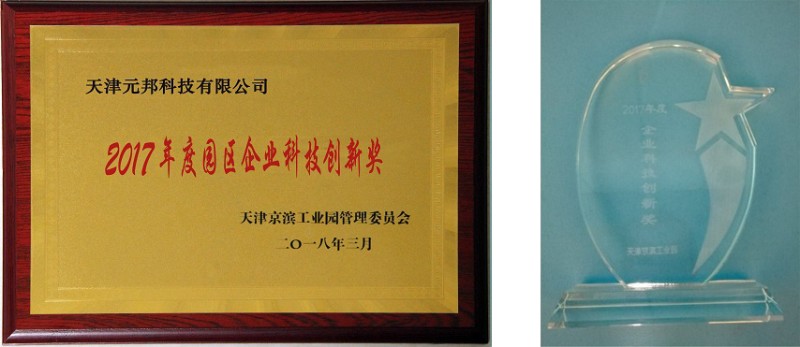 天津元邦科技有限公司
2017年度园区企业科技创新奖
天津京滨工业园管理委员会
二〇一八年三月
2017年度
企业科技创新奖
天津京滨工业园